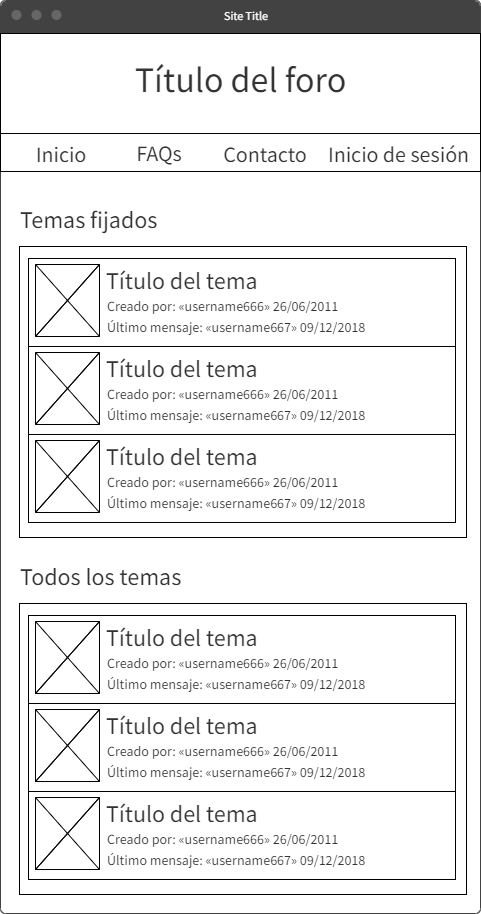 Site Title
Título del foro
Inicio FAQs Contacto Inicio de sesión
Temas fijados
Título del tema
Creado por: «username666» 26/06/2011
Último mensaje: «username667» 09/12/2018
Título del tema
Creado por: «username666» 26/06/2011
Último mensaje: «username667» 09/12/2018
Título del tema
Creado por: «username666» 26/06/2011
Último mensaje: «username667» 09/12/2018
Todos los temas
Título del tema
Creado por: «username666» 26/06/2011
Último mensaje: «username667» 09/12/2018
Título del tema
Creado por: «username666» 26/06/2011
Último mensaje: «username667» 09/12/2018
Título del tema
Creado por: «username666» 26/06/2011
Último mensaje: «username667» 09/12/2018